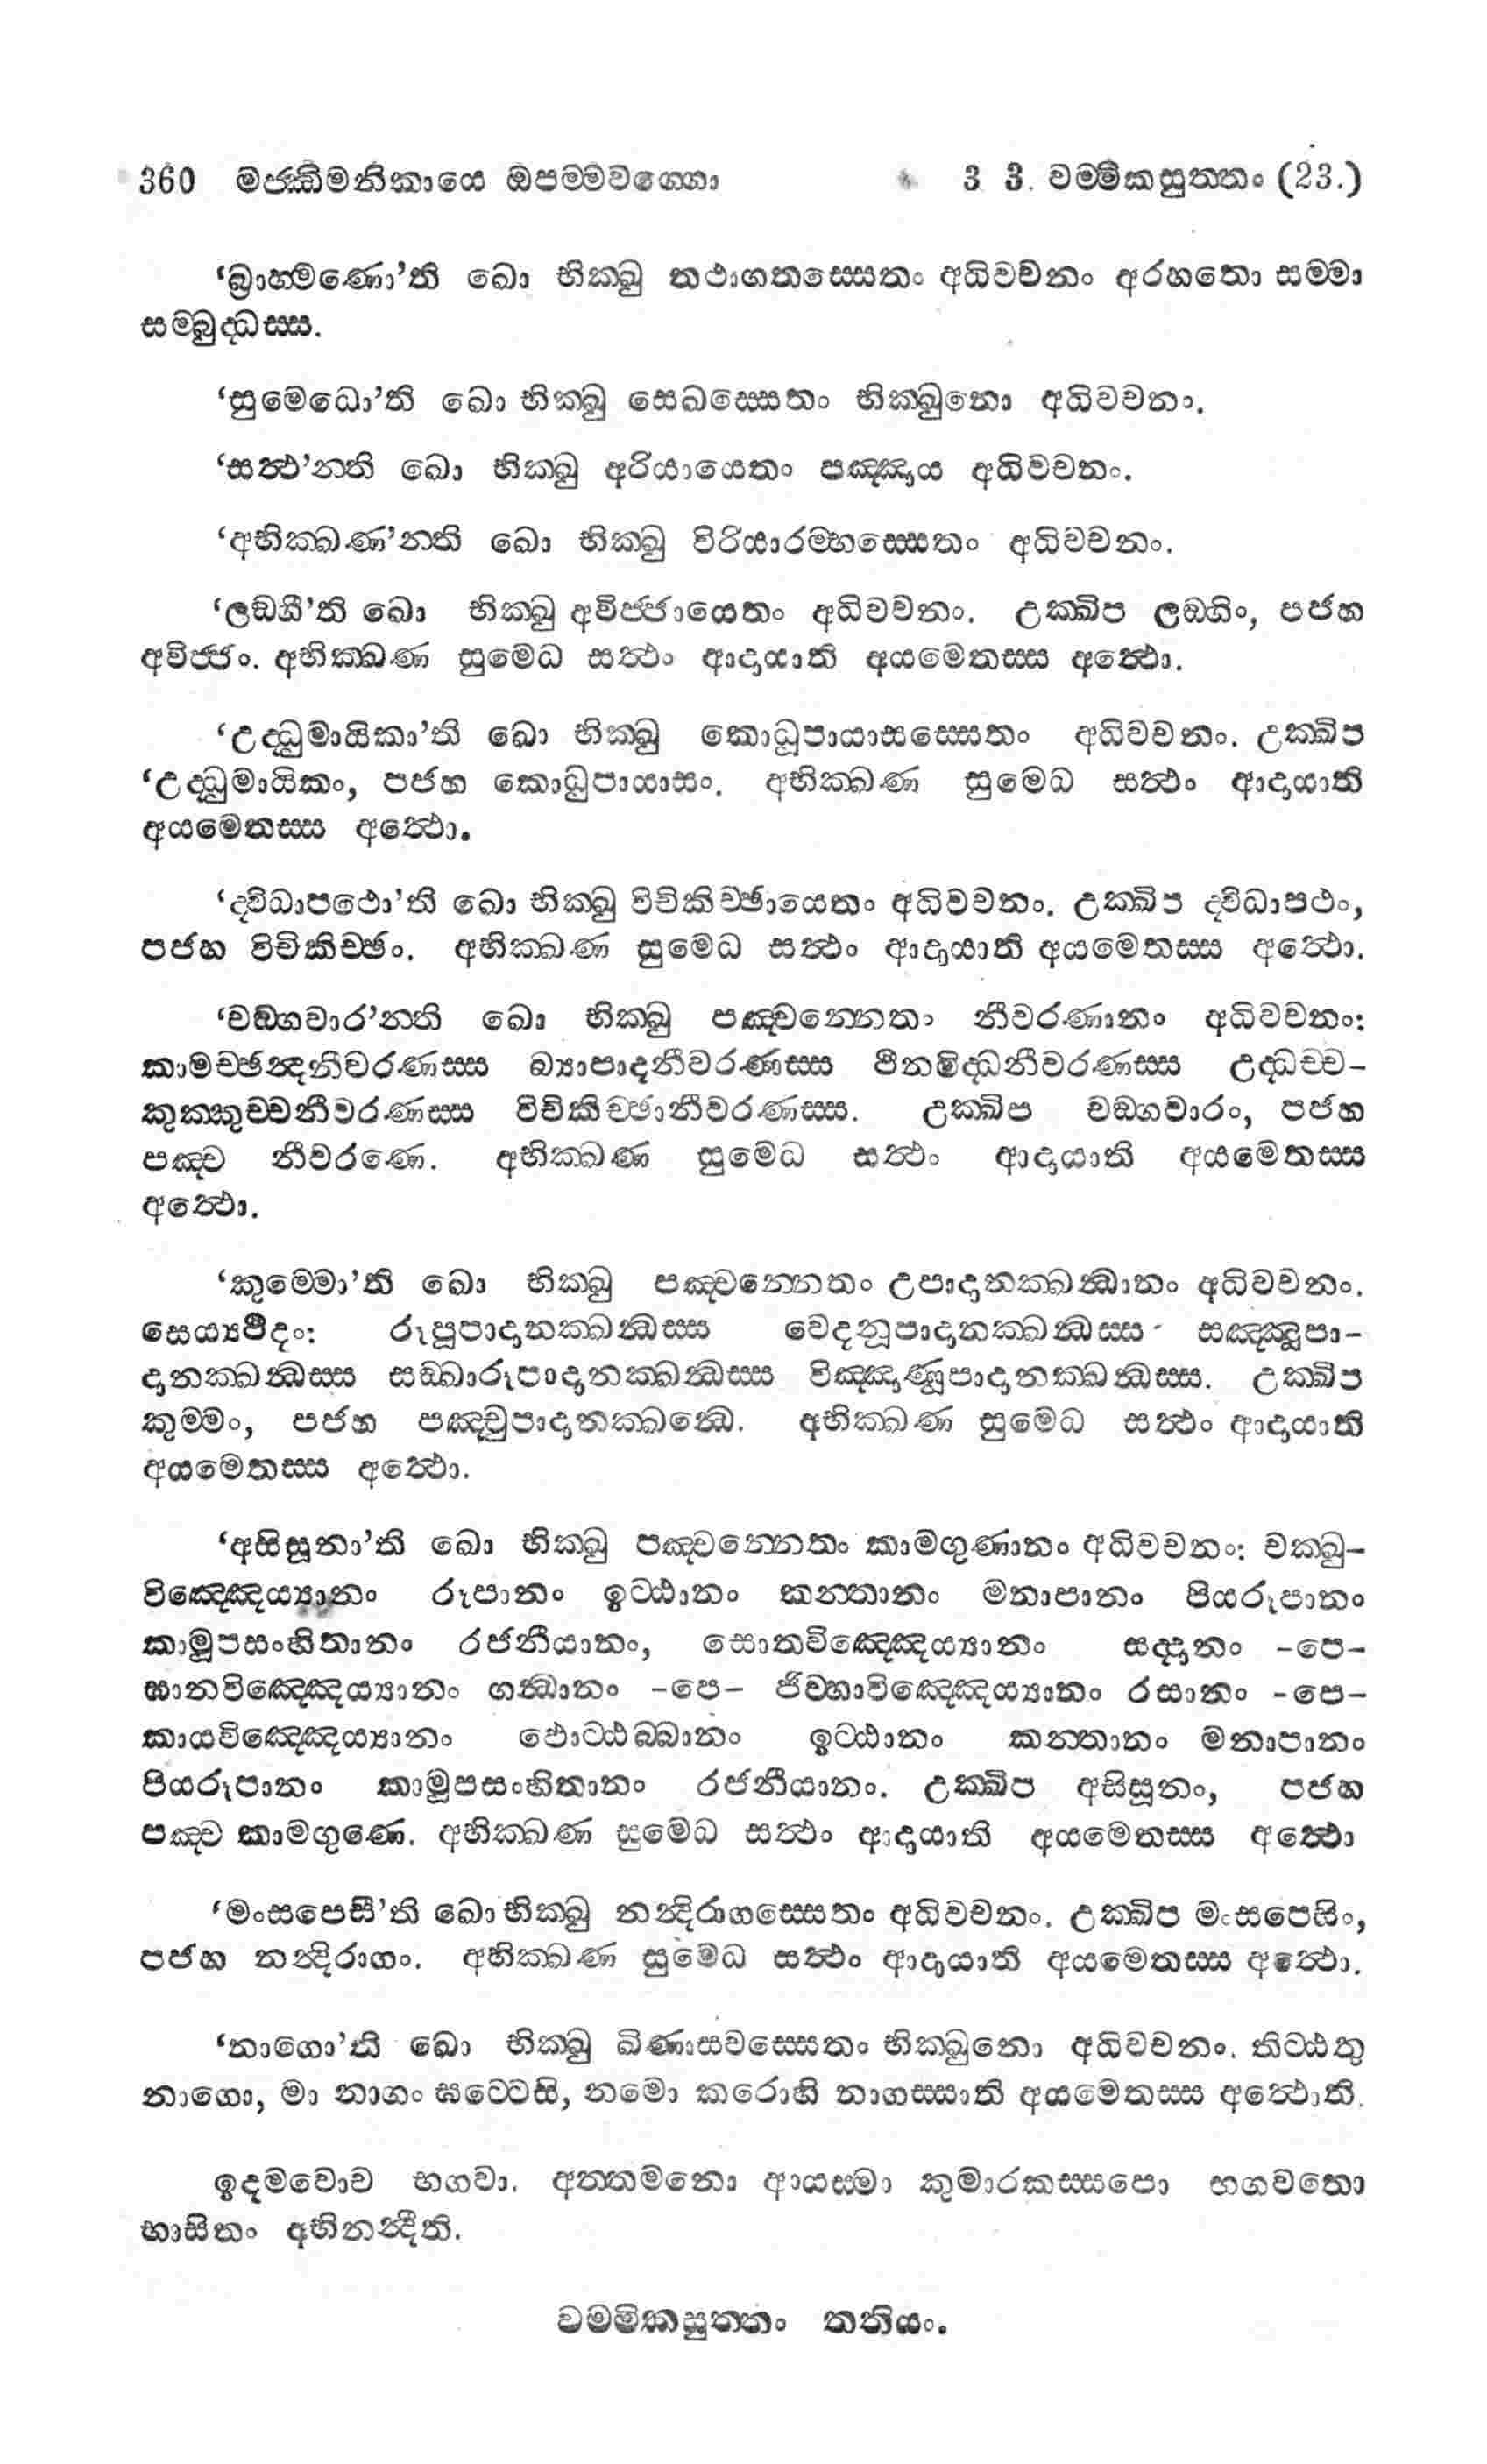 360 මජ්ඣිමනිකායෙ ඔපම්මවග්ගො 3 3. වම්මිකසුත්තං (23.)
‘බ්‍රාහ්මණො’ති ඛො භික්ඛු තථාගතස්සෙතං අධිවචනං අරහතො සම්මා
සම්බුද්ධස්ස.
‘සුමෙධො’ති ඛො භික්ඛු සෙඛස්සෙතං භික්ඛුනො අධිවචනං.
‘සත්ථ’න්ති ඛො භික්ඛු අරියායෙතං පඤ්ඤාය අධිවචනං.
‘අභික්ඛණ’න්ති ඛො භික්ඛු විරියාරම්භස්සෙතං අධිවචනං.
‘ලඞ්ගී’ති ඛො භික්ඛු අවිජ්ජායෙතං අධිවචනං. උක්ඛිප ලඞ්ගිං, පජහ
අවිජ්ජං. අභික්ඛණ සුමෙධ සත්ථං ආදායාති අයමෙතස්ස අත්ථො.
‘උද්ධුමායිකා’ති ඛො භික්ඛු කොධූපායාසස්සෙතං අධිවචනං. උක්ඛිප
‘උද්ධුමායිකං, පජහ කොධුපායාසං. අභික්ඛණ සුමෙධ සත්ථං ආදායාති
අයමෙතස්ස අත්ථො.
‘ද්විධාපථො’ති ඛො භික්ඛු විචිකිච්ඡායෙතං අධිවචනං. උක්ඛිප ද්විධාපථං,
පජහ විචිකිච්ඡං. අභික්ඛණ සුමෙධ සත්ථං ආදායාති අයමෙතස්ස අත්ථො.
‘චඞ්ගවාර’න්ති ඛො භික්ඛු පඤ්චන්නෙතං නීවරණානං අධිවචනං:
කාමච්ඡන්දනීවරණස්ස බ්‍යාපාදනීවරණස්ස ථීනමිද්ධනීවරණස්ස උද්ධච්ච-
කුක්කුච්චනීවරණස්ස විචිකිච්ඡානීවරණස්ස. උක්ඛිප චඞ්ගවාරං, පජහ
පඤ්ච නීවරණෙ. අභික්ඛණ සුමෙධ සත්ථං ආදායාති අයමෙතස්ස
අත්ථො.
‘කුම්මො’ති ඛො භික්ඛු පඤ්චන්නෙතං උපාදානක්ඛන්ධානං අධිවචනං.
සෙය්‍යථීදං: රූපූපාදානක්ඛන්ධස්ස වෙදනූපාදානක්ඛන්ධස්ස සඤ්ඤූපා-
දානක්ඛන්ධස්ස සඞ්ඛාරූපාදානක්ඛන්ධස්ස විඤ්ඤාණූපාදානක්ඛන්ධස්ස. උක්ඛිප
කුම්මං, පජහ පඤ්චුපාදානක්ඛන්ධෙ. අභික්ඛණ සුමෙධ සත්ථං ආදායාති
අයමෙතස්ස අත්ථො.
‘අසිසූනා’ති ඛො භික්ඛු පඤ්චන්නෙතං කාමගුණානං අධිවචනං: චක්ඛු-
විඤ්ඤෙය්‍යානං රූපානං ඉට්ඨානං කන්තානං මනාපානං පියරූපානං
කාමූපසංහිතානං රජනීයානං, සොතවිඤ්ඤෙය්‍යානං සද්දානං -පෙ-
ඝානවිඤ්ඤෙය්‍යානං ගන්ධානං -පෙ- ජිව්හාවිඤ්ඤෙය්‍යානං රසානං -පෙ-
කායවිඤ්ඤෙය්‍යානං ඵොට්ඨබ්බානං ඉට්ඨානං කන්තානං මනාපානං
පියරූපානං කාමූපසංහිතානං රජනීයානං. උක්ඛිප අසිසූනං, පජහ
පඤ්ච කාමගුණෙ. අභික්ඛණ සුමෙධ සත්ථං ආදායාති අයමෙතස්ස අත්ථො
‘මංසපෙසී’ති ඛො භික්ඛු නන්දිරාගස්සෙතං අධිවචනං. උක්ඛිප මංසපෙසිං,
පජහ නන්දිරාගං. අභික්ඛණ සුමෙධ සත්ථං ආදායාති අයමෙතස්ස අත්ථො.
‘නාගො’ති ඛො භික්ඛු ඛිණාසවස්සෙතං භික්ඛුනො අධිවචනං. තිට්ඨතු
නාගො, මා නාගං ඝට්ටෙසි, නමො කරොහි නාගස්සාති අයමෙතස්ස අත්ථොති.
ඉදමවොච භගවා. අත්තමනො ආයස්මා කුමාරකස්සපො භගවතො
භාසිතං අභිනන්දීති.
වම්මිකසුත්තං තතියං.